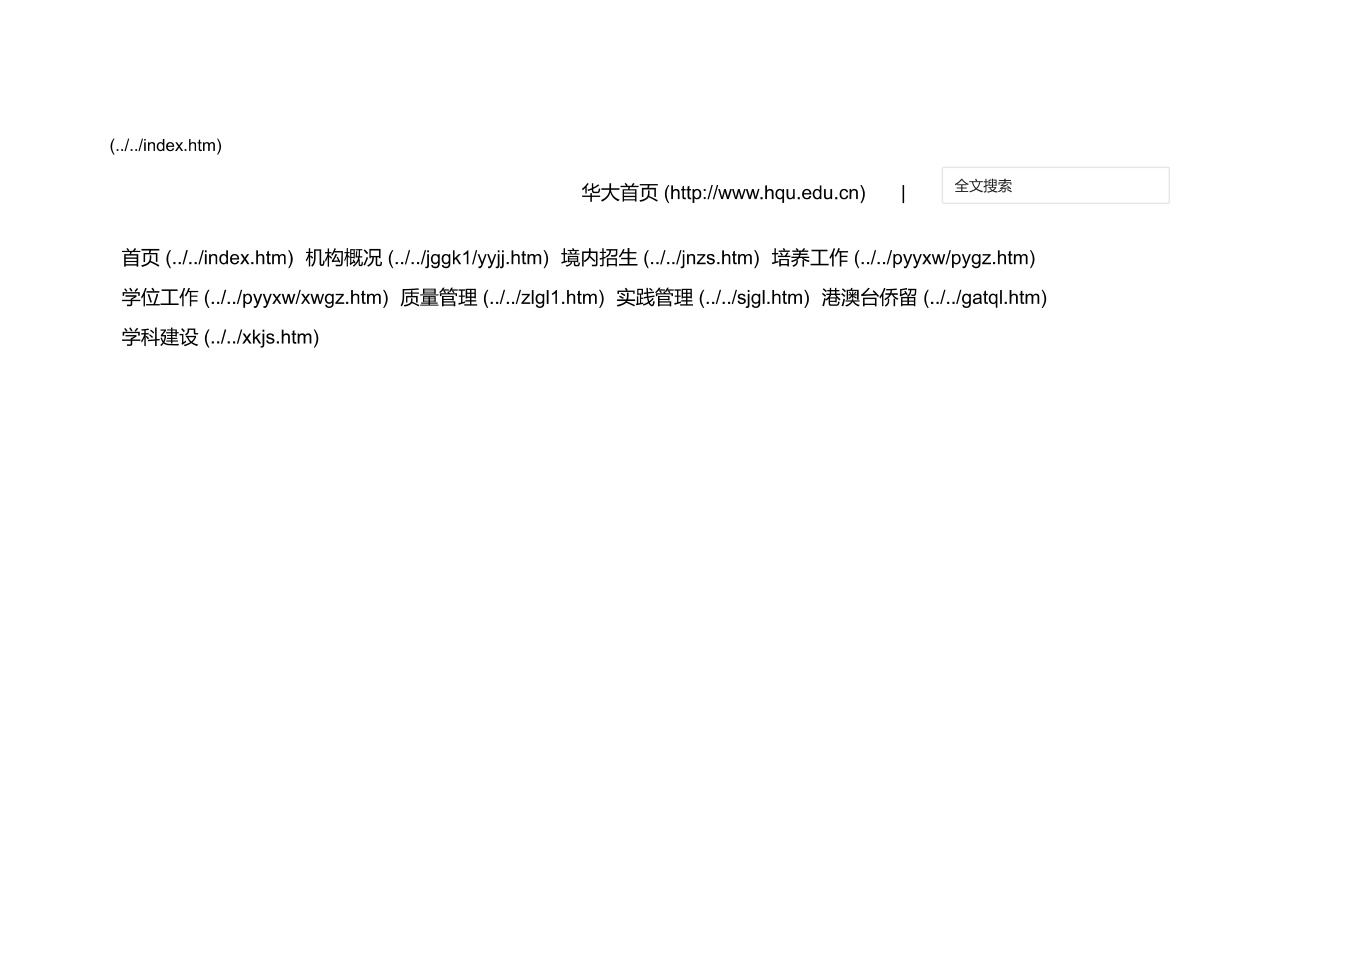 (../../index.htm)
华大首页 (http://www.hqu.edu.cn) | 全文搜索
首页 (../../index.htm) 机构概况 (../../jggk1/yyjj.htm) 境内招生 (../../jnzs.htm) 培养工作 (../../pyyxw/pygz.htm)
学位工作 (../../pyyxw/xwgz.htm) 质量管理 (../../zlgl1.htm) 实践管理 (../../sjgl.htm) 港澳台侨留 (../../gatql.htm)
学科建设 (../../xkjs.htm)